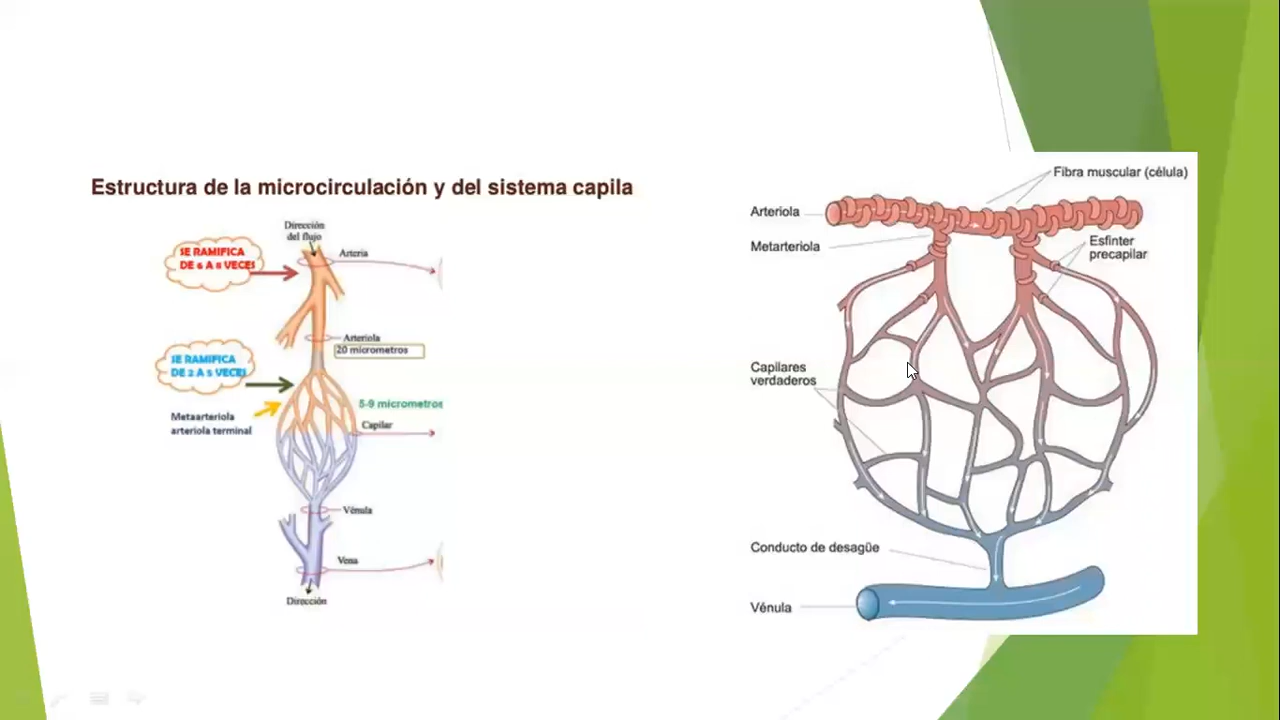 Estructura de la microcirculación y del sistema capila
Dirección
del flujo
SE RAMIFICA
DE 6 A 8 VECES
Arteria
Arteriola
20 micrometros
SE RAMIFICA
DE 2 A 5 VECES
5-9 micrometros
Metaarteriola
arteriola terminal
Capilar
Vénula
Vena
Dirección
Fibra muscular (célula)
Arteriola
Metarteriola
Esfínter
precapilar
Capilares
verdaderos
Conducto de desagüe
Vénula